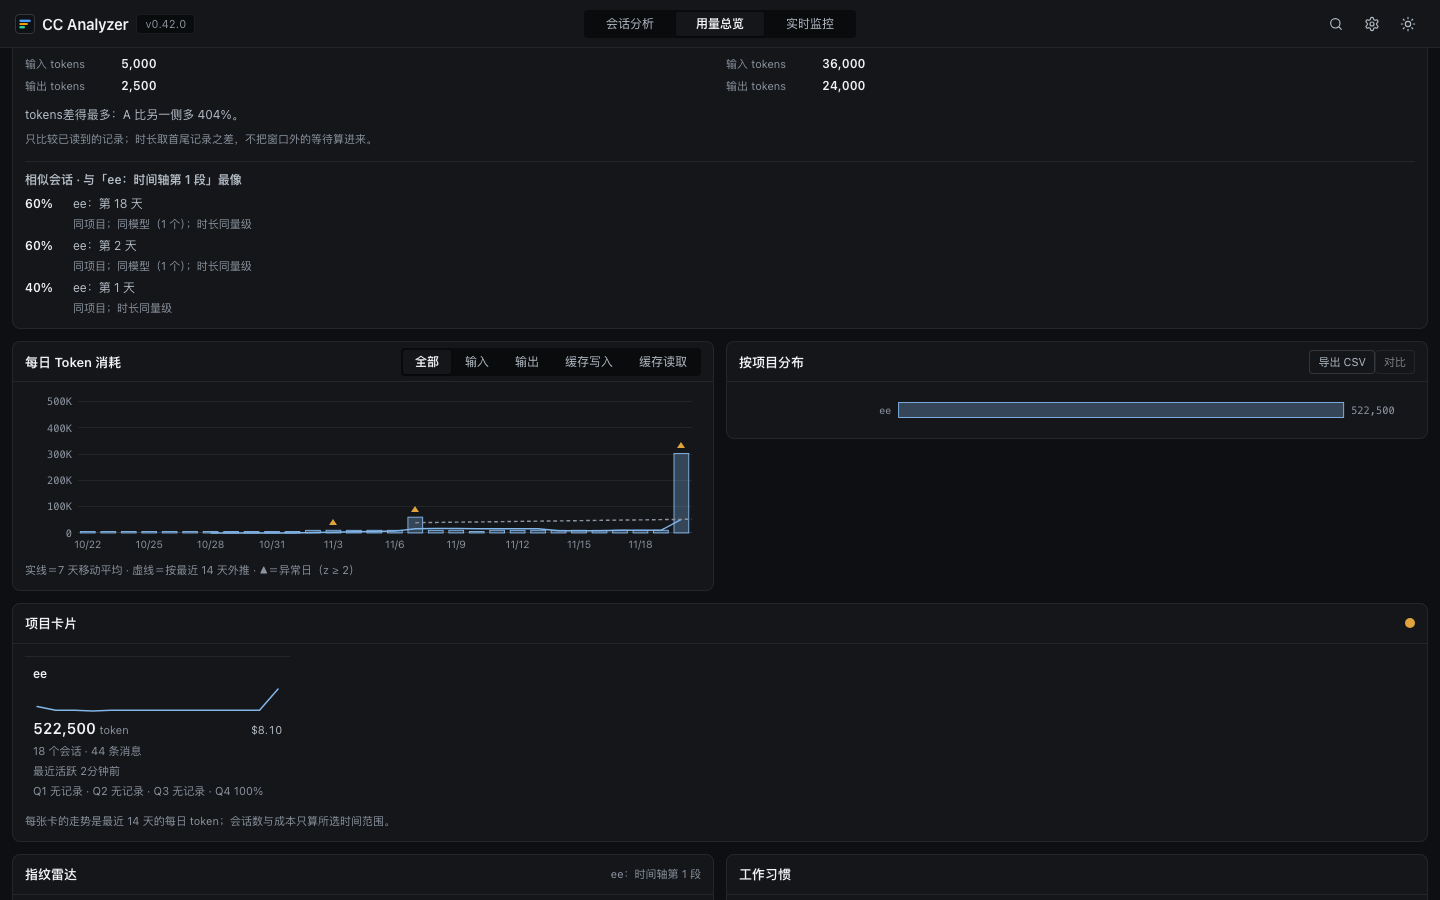 CC Analyzer v0.42.0 会话分析 用量总览 实时监控
输入 tokens 5,000
输出 tokens 2,500
输入 tokens 36,000
输出 tokens 24,000
tokens差得最多：A 比另一侧多 404%。
只比较已读到的记录；时长取首尾记录之差，不把窗口外的等待算进来。
相似会话 · 与「ee：时间轴第 1 段」最像
60% ee：第 18 天
同项目；同模型（1 个）；时长同量级
60% ee：第 2 天
同项目；同模型（1 个）；时长同量级
40% ee：第 1 天
同项目；时长同量级
每日 Token 消耗 全部 输入 输出 缓存写入 缓存读取
500K
400K
300K
200K
100K
0
10/22 10/25 10/28 10/31 11/3 11/6 11/9 11/12 11/15 11/18
实线＝7 天移动平均 · 虚线＝按最近 14 天外推 · ▲＝异常日（z ≥ 2）
按项目分布 导出 CSV 对比
ee 522,500
项目卡片
ee
522,500 token $8.10
18 个会话 · 44 条消息
最近活跃 2分钟前
Q1 无记录 · Q2 无记录 · Q3 无记录 · Q4 100%
每张卡的走势是最近 14 天的每日 token；会话数与成本只算所选时间范围。
指纹雷达 ee：时间轴第 1 段
工作习惯